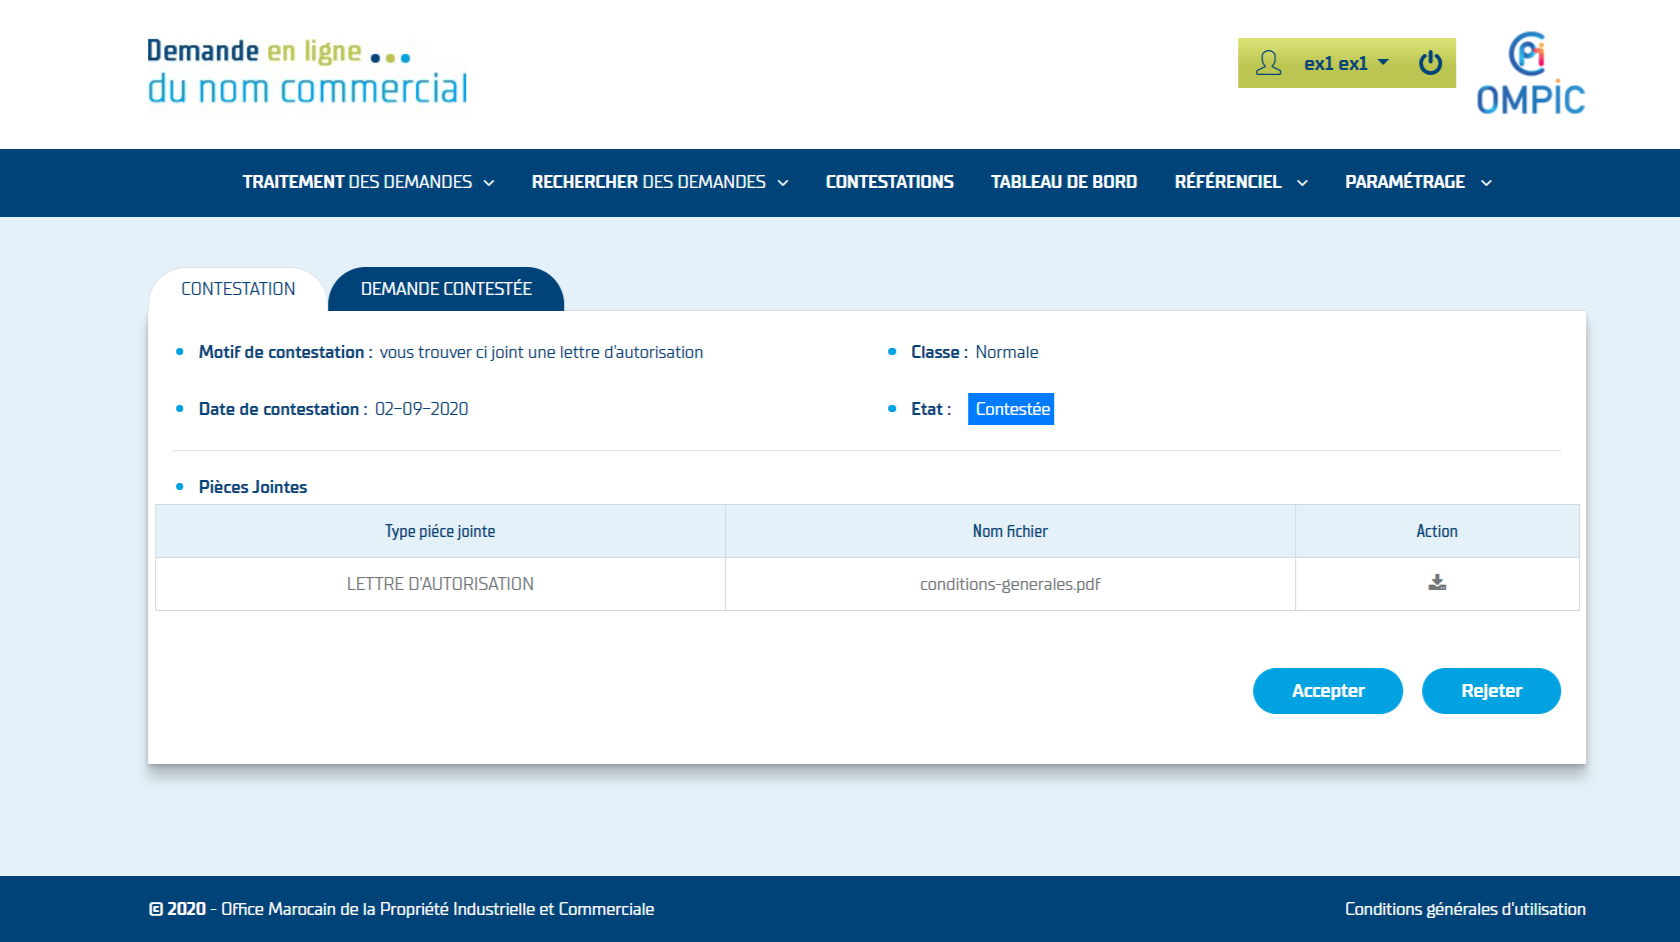 Demande en ligne
du nom commercial
ex1 ex1
OMPIC
TRAITEMENT DES DEMANDES RECHERCHER DES DEMANDES CONTESTATIONS TABLEAU DE BORD RÉFÉRENCIEL PARAMÉTRAGE
CONTESTATION DEMANDE CONTESTÉE
Motif de contestation : vous trouver ci joint une lettre d'autorisation Classe : Normale
Date de contestation : 02-09-2020 Etat : Contestée
Pièces Jointes
Type piéce jointe Nom fichier Action
LETTRE D'AUTORISATION conditions-generales.pdf
Accepter Rejeter
© 2020 - Office Marocain de la Propriété Industrielle et Commerciale Conditions générales d'utilisation